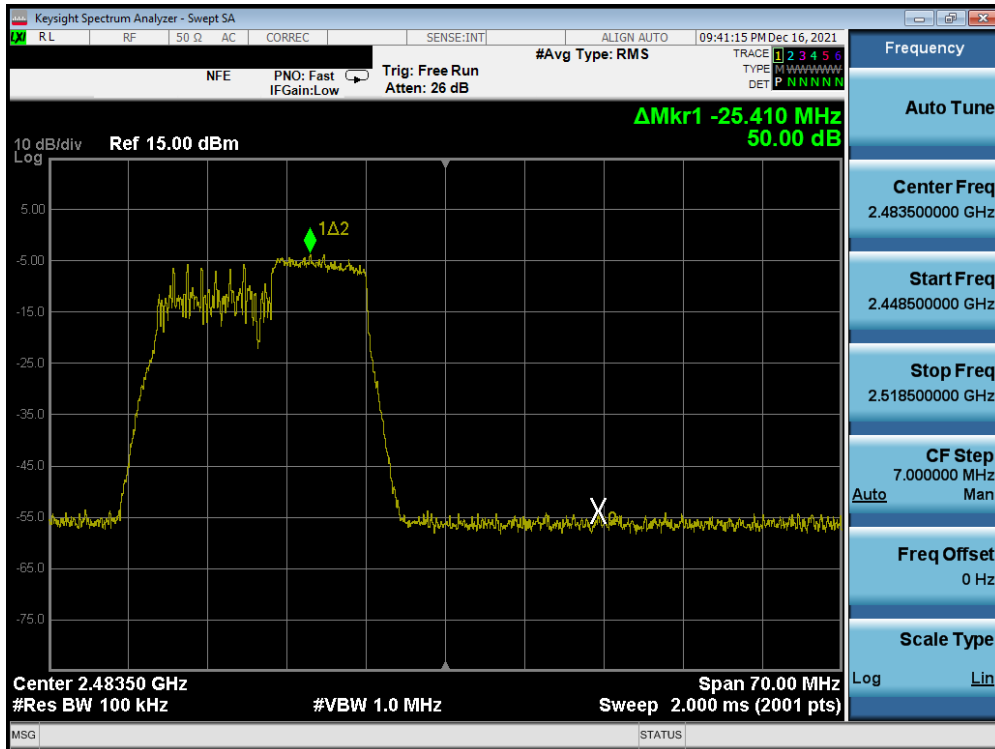 Keysight Spectrum Analyzer - Swept SA
LXI RL RF 50 Ω AC CORREC SENSE:INT ALIGN AUTO 09:41:15 PM Dec 16, 2021
#Avg Type: RMS TRACE 1 2 3 4 5 6
NFE PNO: Fast Trig: Free Run TYPE M WWWWW
IFGain:Low Atten: 26 dB DET P N N N N N
ΔMkr1 -25.410 MHz
50.00 dB
10 dB/div Ref 15.00 dBm
Log
1Δ2
5.00
-5.00
-15.0
-25.0
-35.0
-45.0
-55.0
-65.0
-75.0
X2
Center 2.48350 GHz Span 70.00 MHz
#Res BW 100 kHz #VBW 1.0 MHz Sweep 2.000 ms (2001 pts)
MSG STATUS
Frequency
Auto Tune
Center Freq
2.483500000 GHz
Start Freq
2.448500000 GHz
Stop Freq
2.518500000 GHz
CF Step
7.000000 MHz
Auto Man
Freq Offset
0 Hz
Scale Type
Log Lin